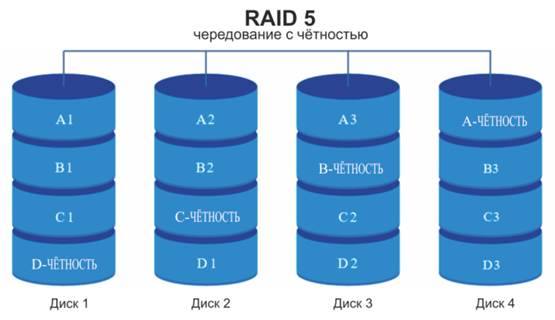 RAID 5
чередование с чётностью
A1 A2 A3 A-ЧЁТНОСТЬ
B1 B2 B-ЧЁТНОСТЬ B3
C1 C-ЧЁТНОСТЬ C2 C3
D-ЧЁТНОСТЬ D1 D2 D3
Диск 1 Диск 2 Диск 3 Диск 4